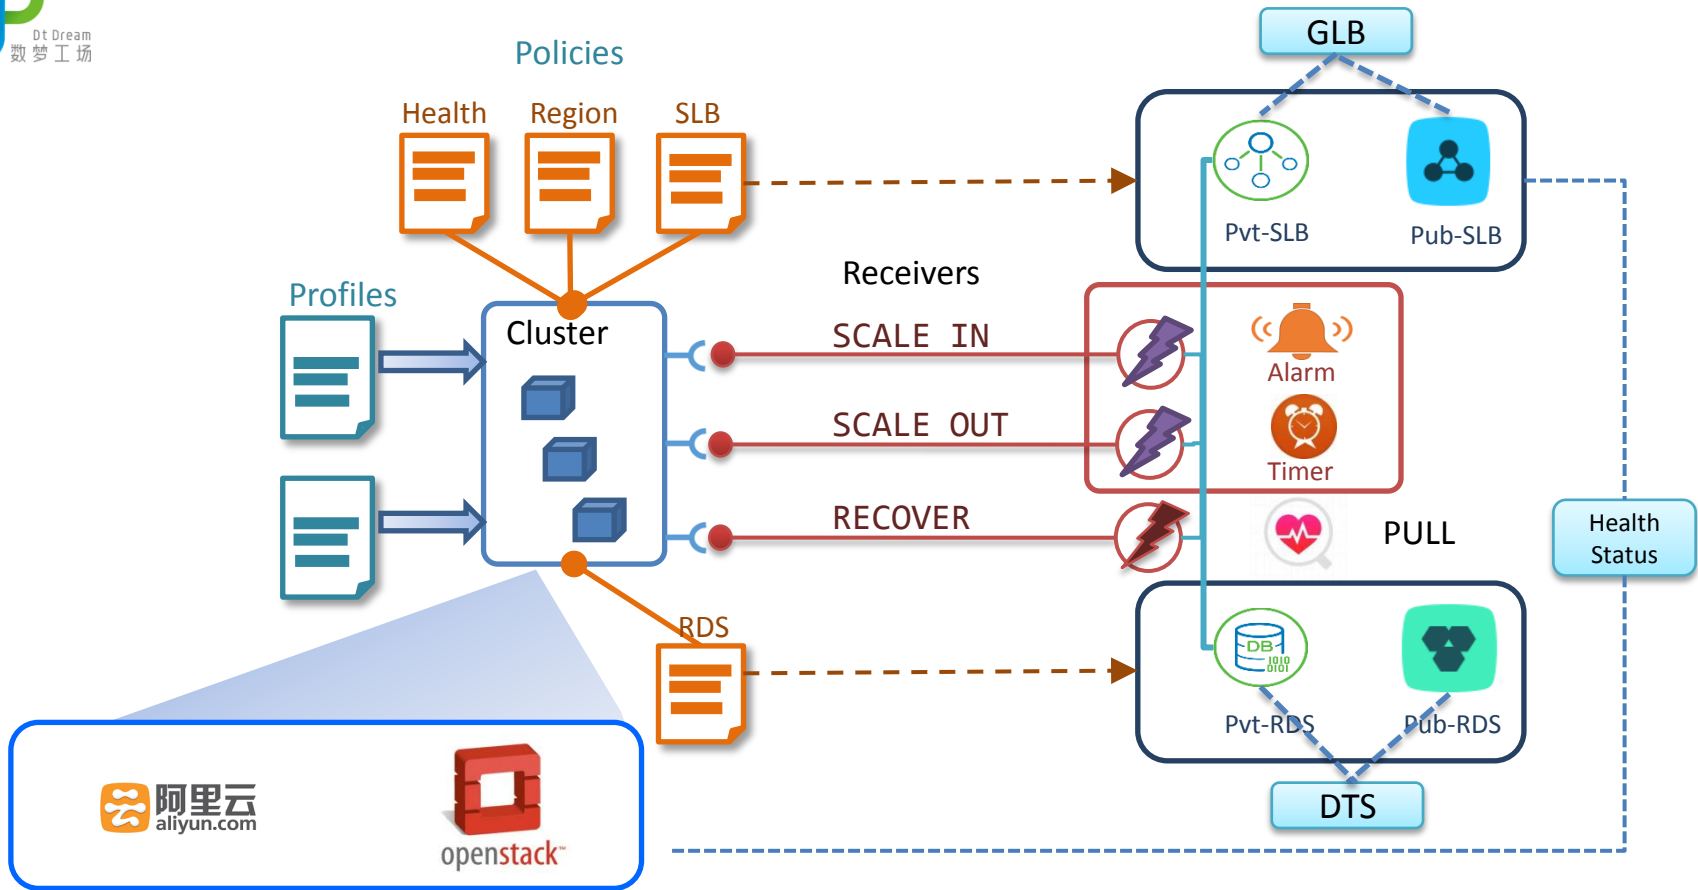 Dt Dream
数梦工场
Policies
GLB
Health
Region
SLB
Pvt-SLB
Pub-SLB
Receivers
Profiles
Cluster
SCALE IN
Alarm
SCALE OUT
Timer
RECOVER
PULL
Health
Status
RDS
DB
1010
0101
Pvt-RDS
Pub-RDS
DTS
阿里云
aliyun.com
openstack™